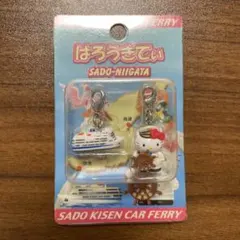 FERRY
はろうきてぃ
SADO-NIIGATA
SADO KISEN CAR FERRY